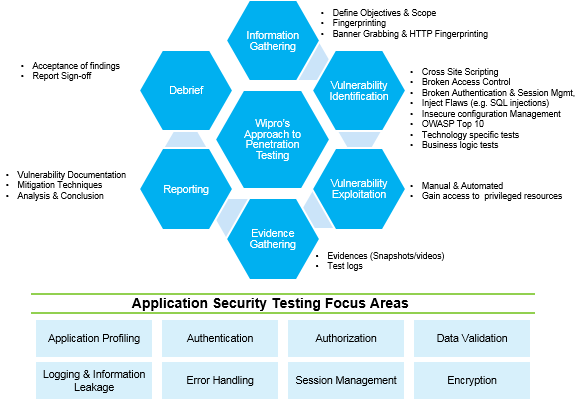 Information
Gathering
• Define Objectives & Scope
• Fingerprinting
• Banner Grabbing & HTTP Fingerprinting
Vulnerability
Identification
• Cross Site Scripting
• Broken Access Control
• Broken Authentication & Session Mgmt,
• Inject Flaws (e.g. SQL injections)
• Insecure configuration Management
• OWASP Top 10
• Technology specific tests
• Business logic tests
Vulnerability
Exploitation
• Manual & Automated
• Gain access to privileged resources
Evidence
Gathering
• Evidences (Snapshots/videos)
• Test logs
Reporting
• Vulnerability Documentation
• Mitigation Techniques
• Analysis & Conclusion
Debrief
• Acceptance of findings
• Report Sign-off
Wipro's
Approach to
Penetration
Testing
Application Security Testing Focus Areas
Application Profiling
Authentication
Authorization
Data Validation
Logging & Information
Leakage
Error Handling
Session Management
Encryption